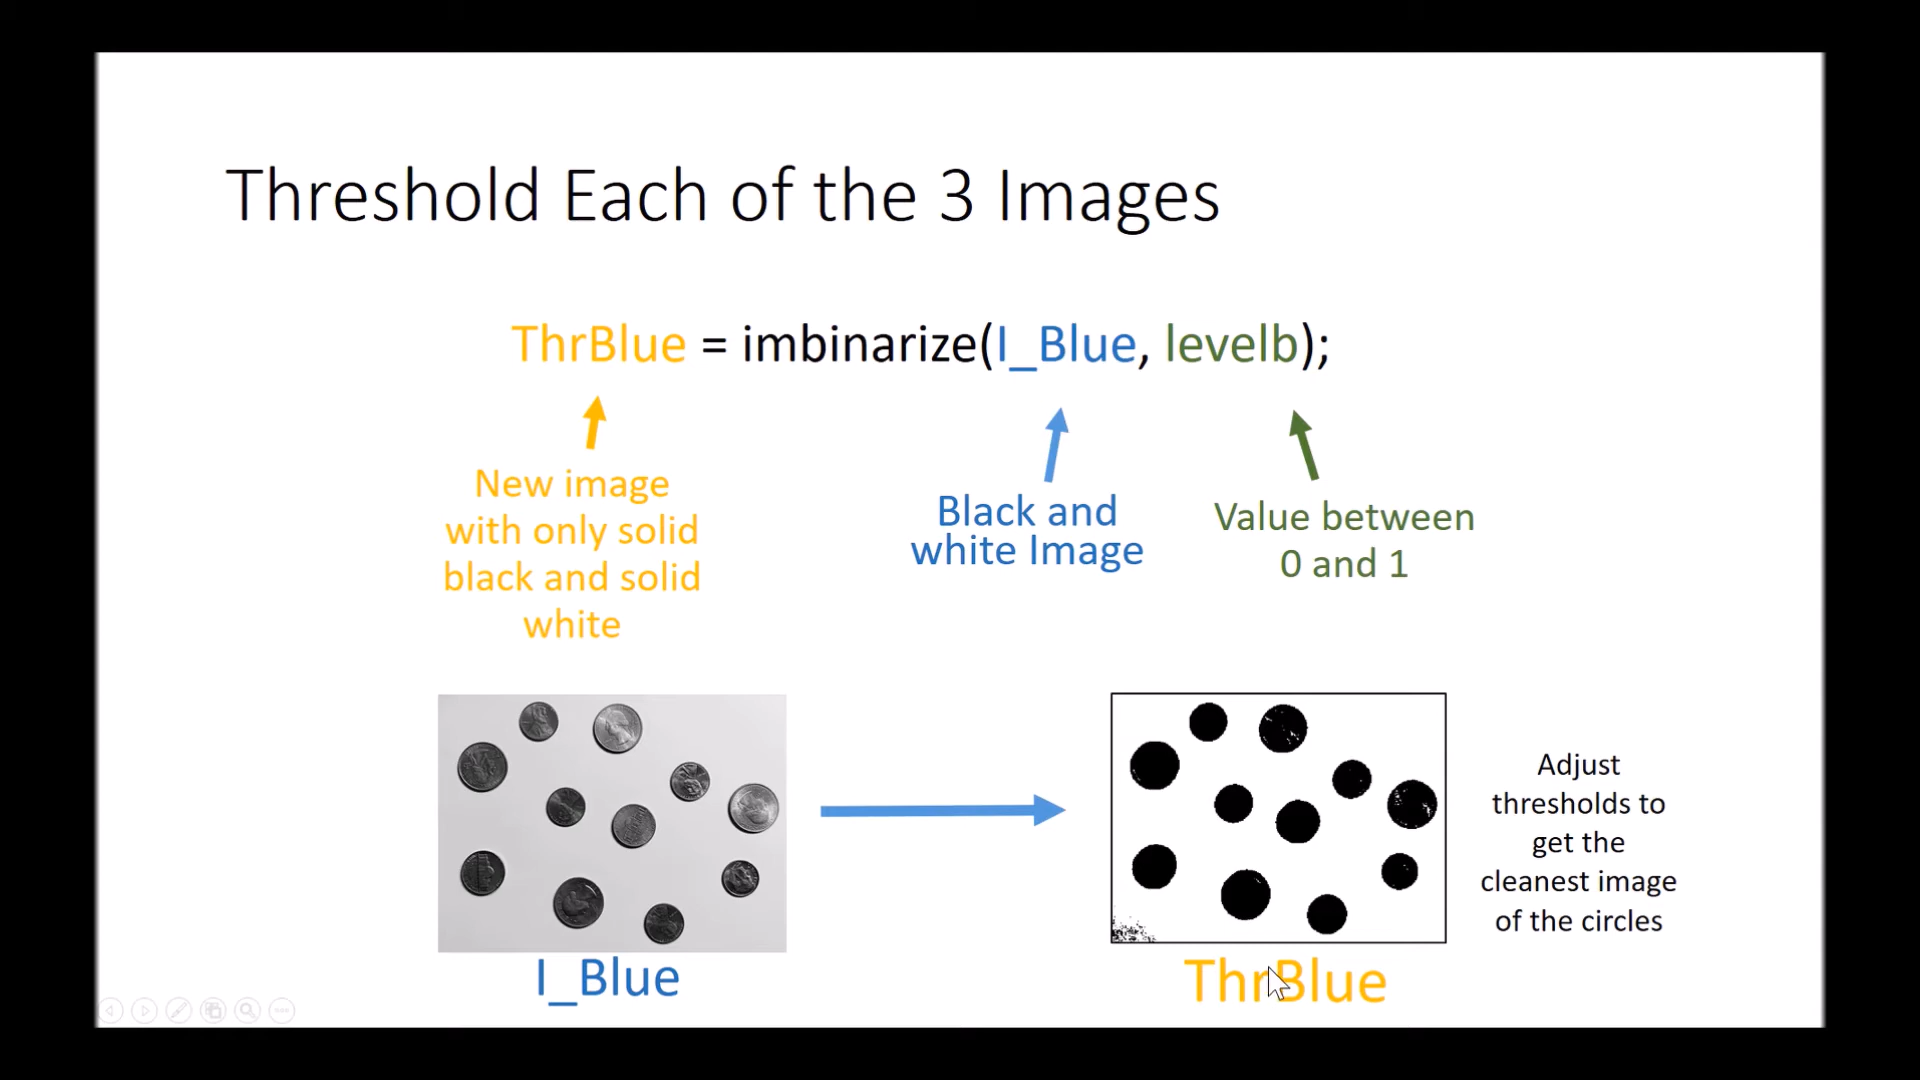 Threshold Each of the 3 Images
ThrBlue = imbinarize(I_Blue, levelb);
New image
with only solid
black and solid
white
Black and
white Image
Value between
0 and 1
Adjust
thresholds to
get the
cleanest image
of the circles
I_Blue
ThrBlue